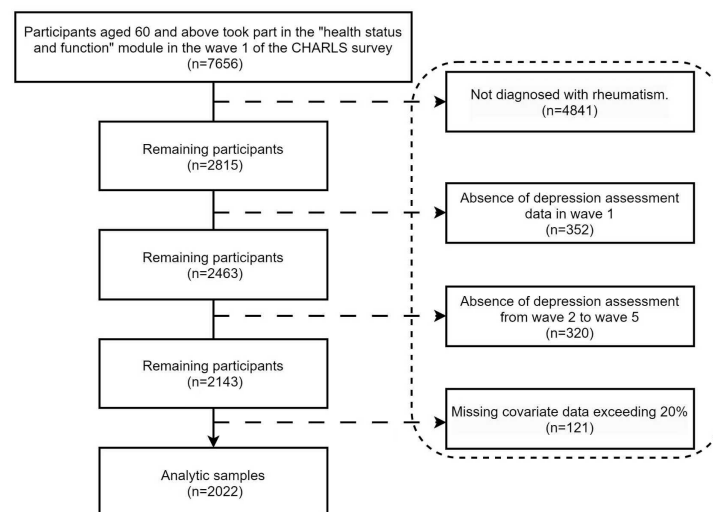 Participants aged 60 and above took part in the "health status
and function" module in the wave 1 of the CHARLS survey
(n=7656)
Not diagnosed with rheumatism.
(n=4841)
Remaining participants
(n=2815)
Absence of depression assessment
data in wave 1
(n=352)
Remaining participants
(n=2463)
Absence of depression assessment
from wave 2 to wave 5
(n=320)
Remaining participants
(n=2143)
Missing covariate data exceeding 20%
(n=121)
Analytic samples
(n=2022)